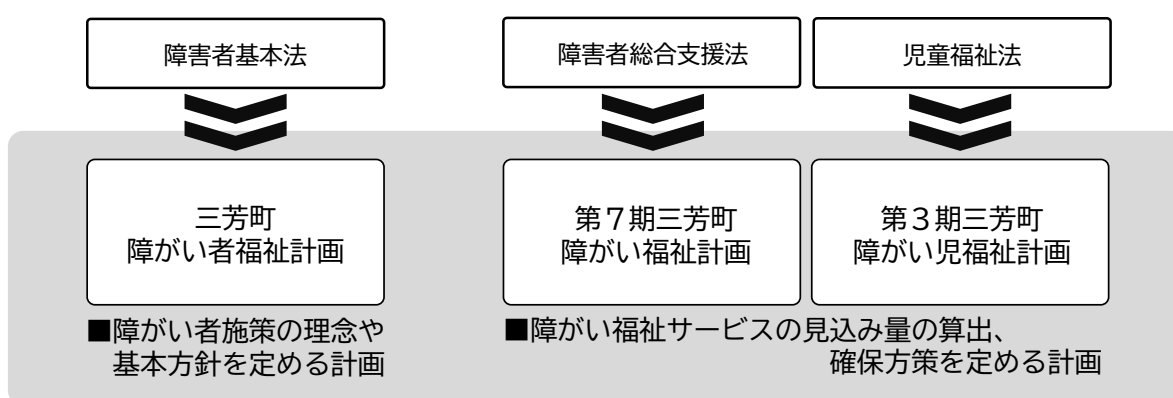 障害者基本法
障害者総合支援法
児童福祉法
三芳町
障がい者福祉計画
第７期三芳町
障がい福祉計画
第３期三芳町
障がい児福祉計画
■障がい者施策の理念や
基本方針を定める計画
■障がい福祉サービスの見込み量の算出、
確保方策を定める計画